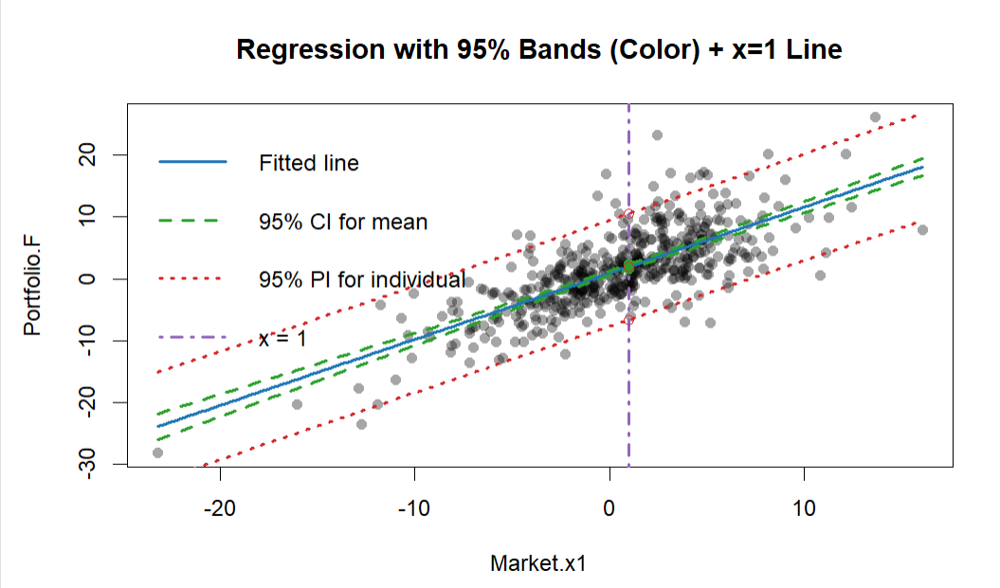 Regression with 95% Bands (Color) + x=1 Line
Portfolio.F
20
10
0
-10
-20
-30
Fitted line
95% CI for mean
95% PI for individual
x = 1
-20
-10
0
10
Market.x1